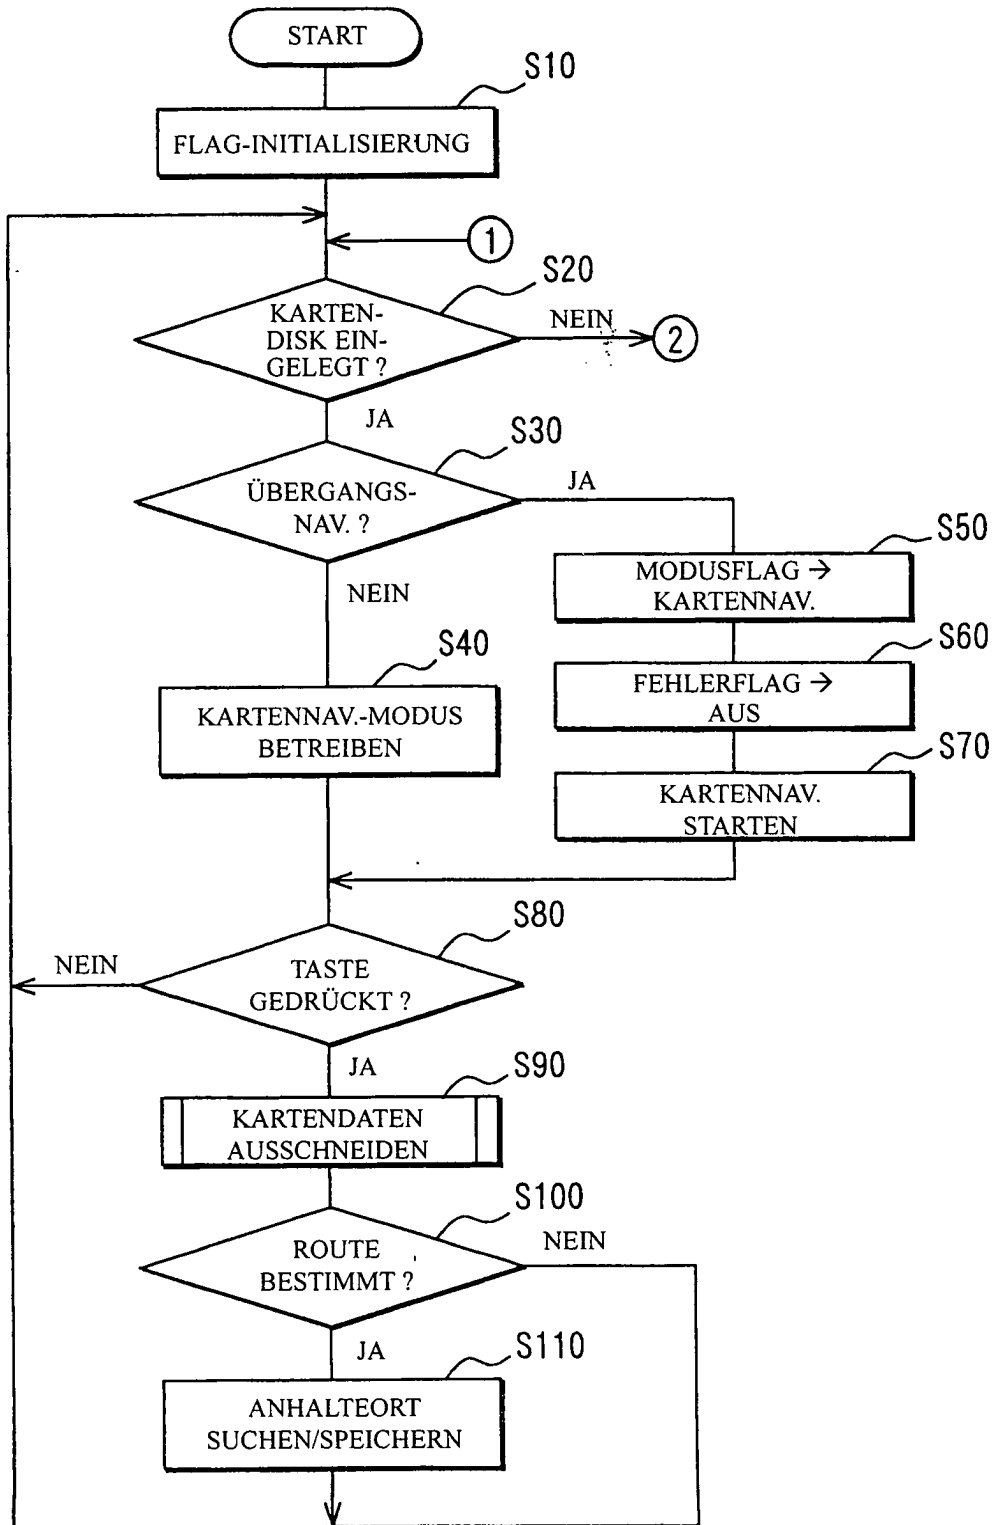 START
S10
FLAG-INITIALISIERUNG
1
S20
KARTEN-
DISK EIN-
GELEGT ?
NEIN
2
JA
S30
ÜBERGANGS-
NAV. ?
JA
NEIN
S50
MODUSFLAG →
KARTENNAV.
S60
FEHLERFLAG →
AUS
S40
KARTENNAV.-MODUS
BETREIBEN
S70
KARTENNAV.
STARTEN
S80
TASTE
GEDRÜCKT ?
NEIN
JA
S90
KARTENDATEN
AUSSCHNEIDEN
S100
ROUTE
BESTIMMT ?
NEIN
JA
S110
ANHALTEORT
SUCHEN/SPEICHERN